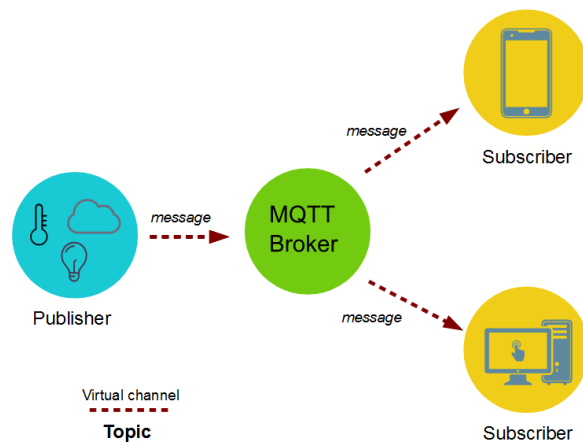 message
Subscriber
message
MQTT
Broker
Publisher
message
Virtual channel
Topic
Subscriber